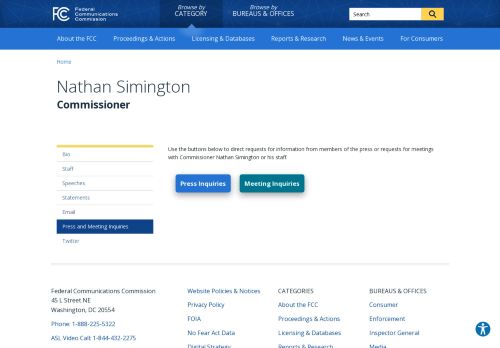 FCC
Federal
Communications
Commission
Browse by
CATEGORY
Browse by
BUREAUS & OFFICES
Search
About the FCC
Proceedings & Actions
Licensing & Databases
Reports & Research
News & Events
For Consumers
Home
Nathan Simington
Commissioner
Bio
Staff
Speeches
Statements
Email
Press and Meeting Inquiries
Twitter
Use the buttons below to direct requests for information from members of the press or requests for meetings
with Commissioner Nathan Simington or his staff.
Press Inquiries
Meeting Inquiries
Federal Communications Commission
45 L Street NE
Washington, DC 20554
Phone: 1-888-225-5322
ASL Video Call: 1-844-432-2275
Website Policies & Notices
Privacy Policy
FOIA
No Fear Act Data
Digital Strategy
CATEGORIES
About the FCC
Proceedings & Actions
Licensing & Databases
Reports & Research
BUREAUS & OFFICES
Consumer
Enforcement
Inspector General
Media